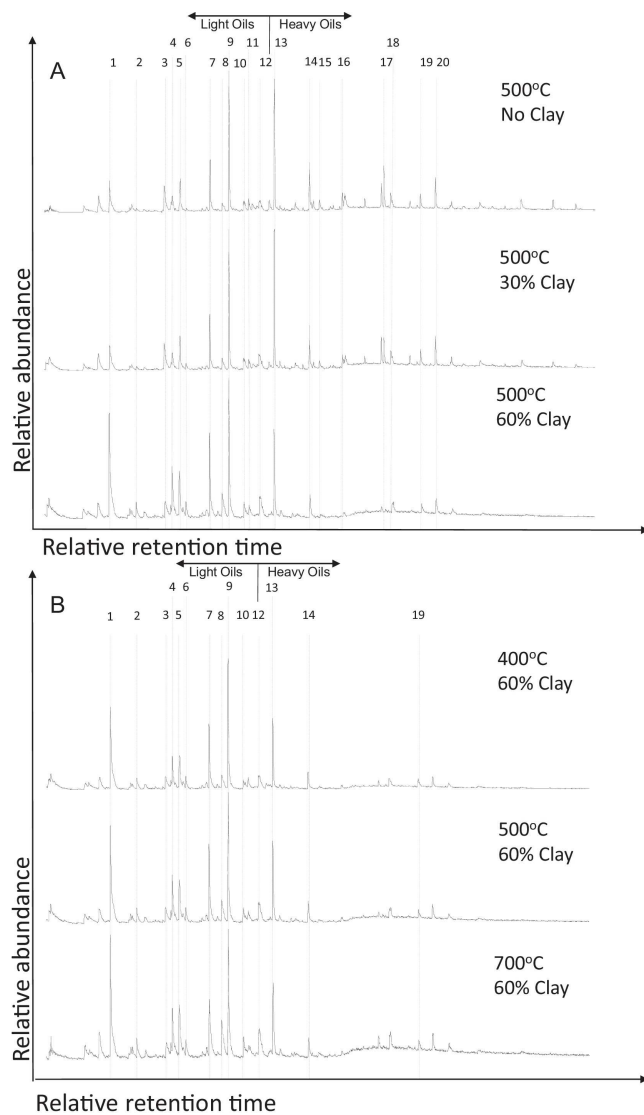 Light Oils Heavy Oils
4 6 9 11 13 18
1 2 3 5 7 8 10 12 14 15 16 17 19 20
A
500°C
No Clay
500°C
30% Clay
500°C
60% Clay
Relative abundance
Relative retention time
Light Oils Heavy Oils
4 6 9 13
1 2 3 5 7 8 10 12 14 19
B
400°C
60% Clay
500°C
60% Clay
700°C
60% Clay
Relative abundance
Relative retention time